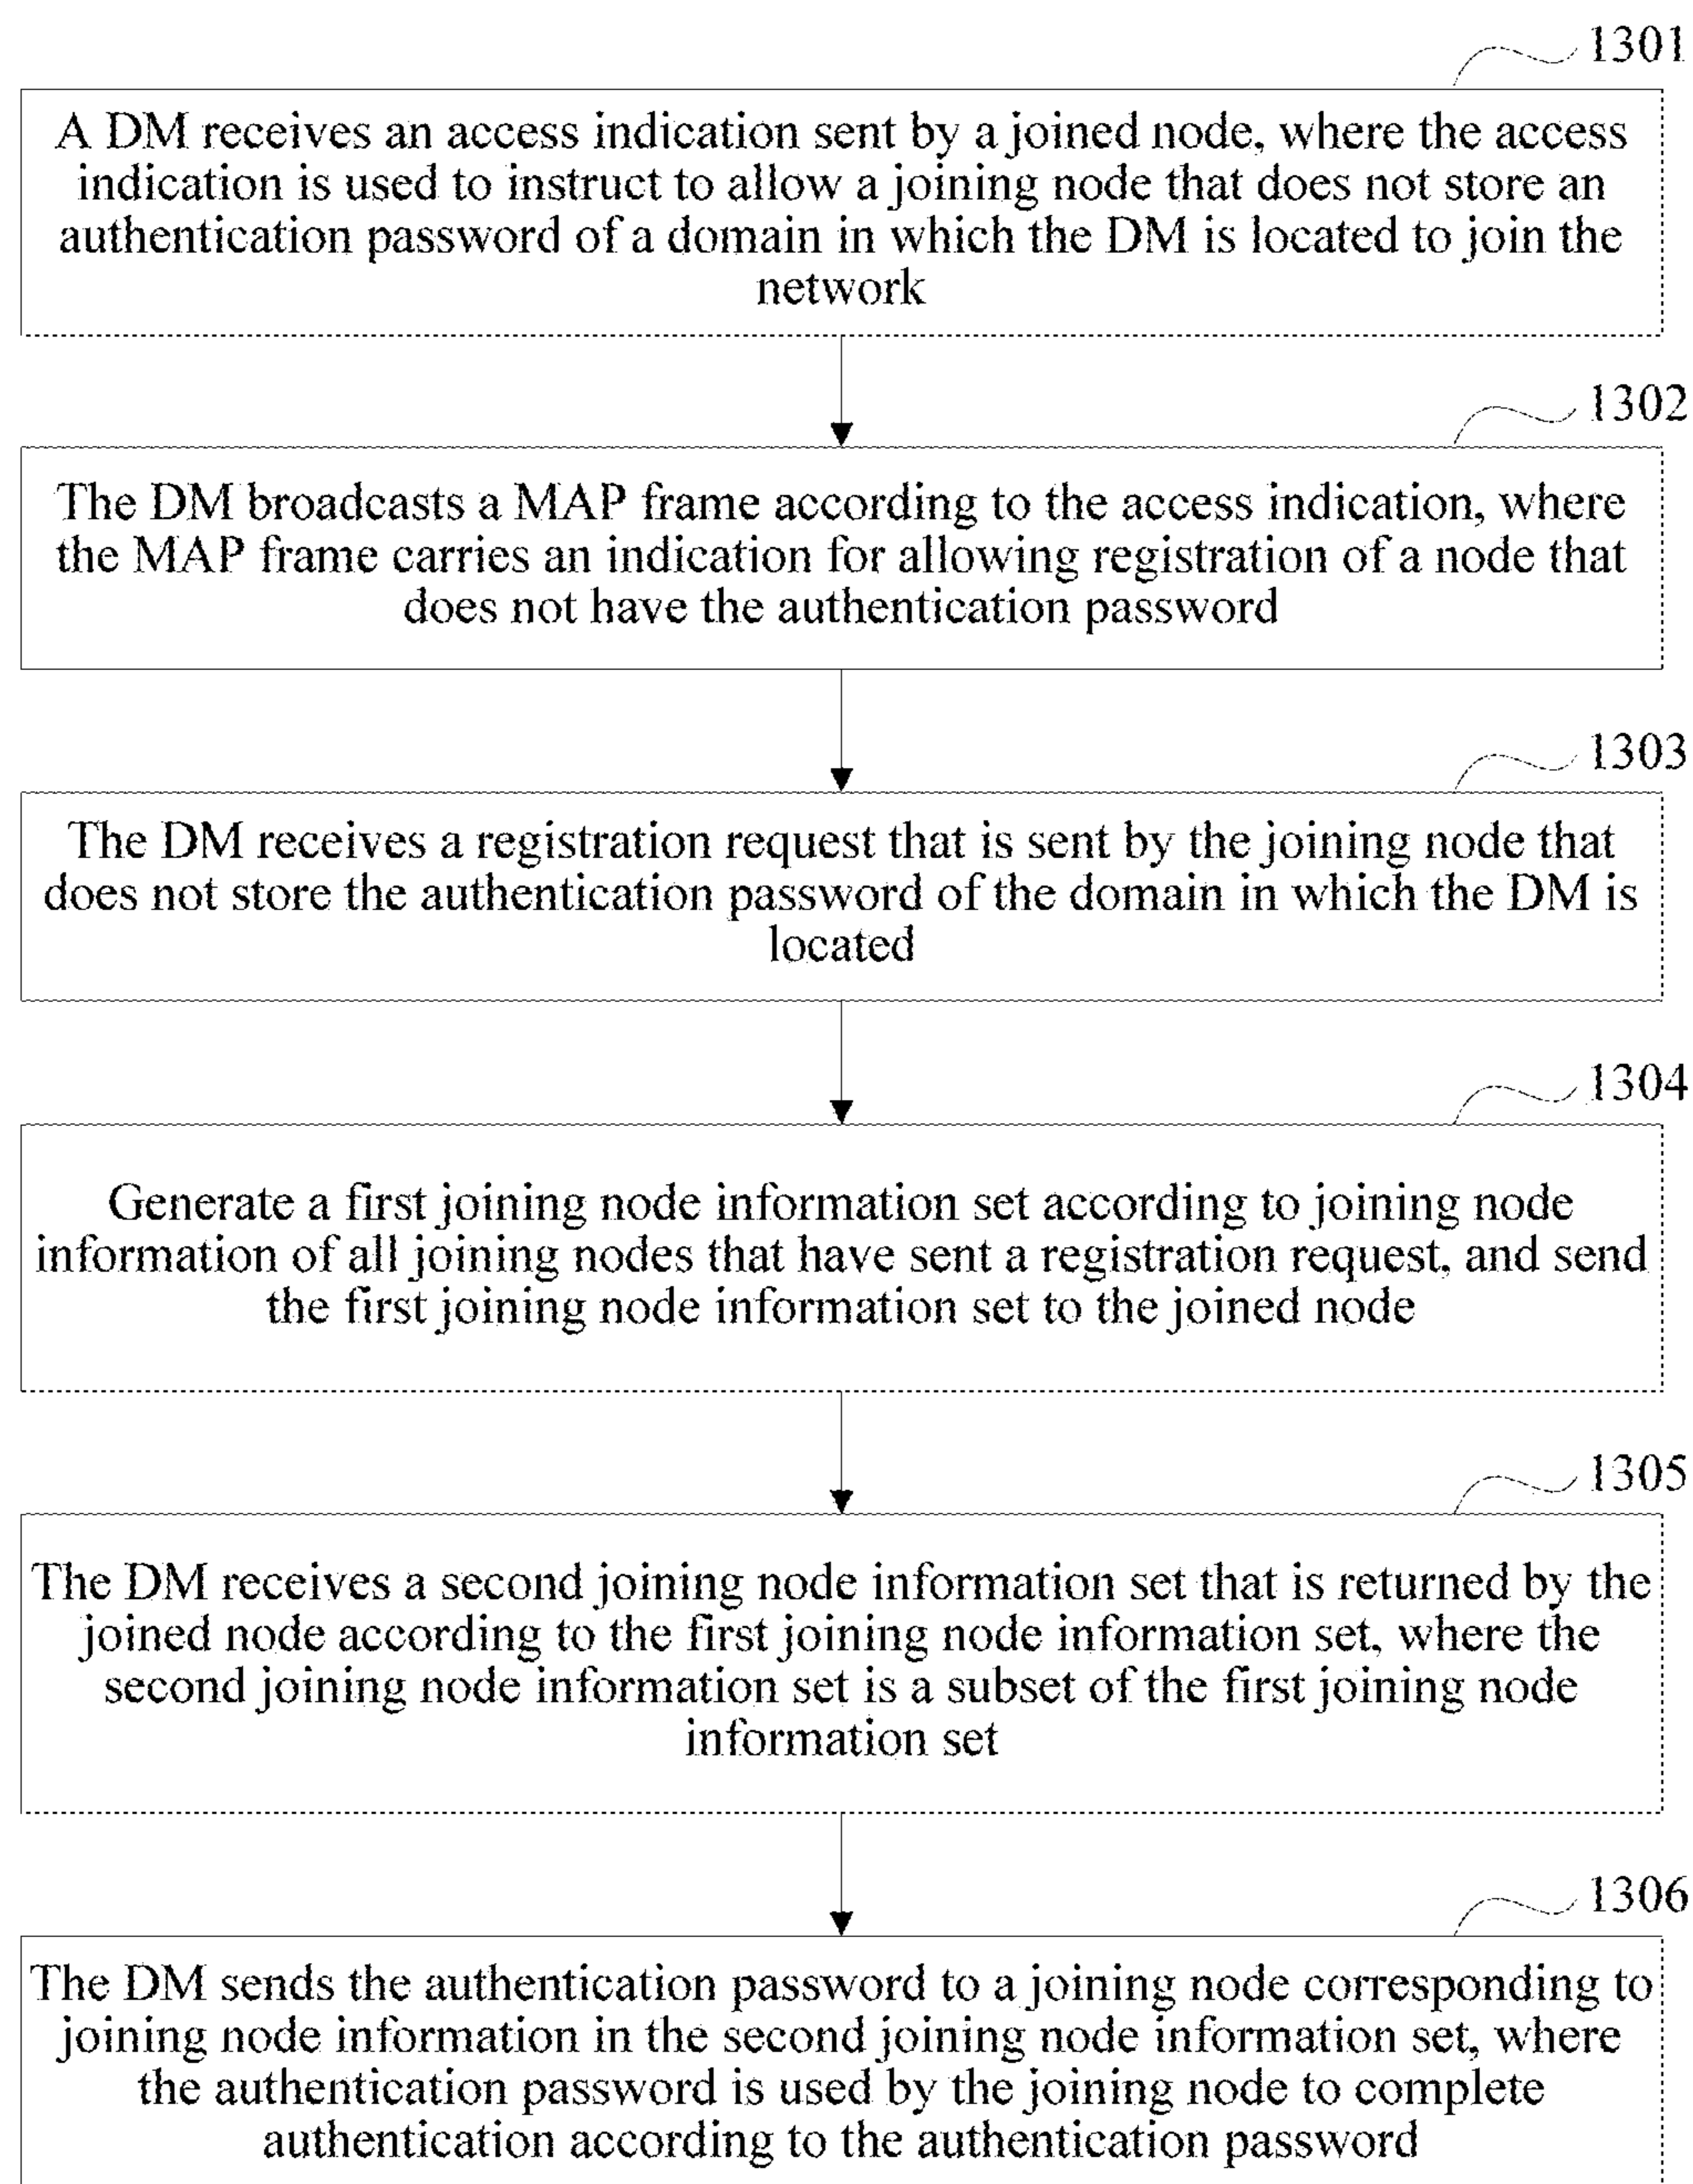 1301
A DM receives an access indication sent by a joined node, where the access
indication is used to instruct to allow a joining node that does not store an
authentication password of a domain in which the DM is located to join the
network
1302
The DM broadcasts a MAP frame according to the access indication, where
the MAP frame carries an indication for allowing registration of a node that
does not have the authentication password
1303
The DM receives a registration request that is sent by the joining node that
does not store the authentication password of the domain in which the DM is
located
1304
Generate a first joining node information set according to joining node
information of all joining nodes that have sent a registration request, and send
the first joining node information set to the joined node
1305
The DM receives a second joining node information set that is returned by the
joined node according to the first joining node information set, where the
second joining node information set is a subset of the first joining node
information set
1306
The DM sends the authentication password to a joining node corresponding to
joining node information in the second joining node information set, where
the authentication password is used by the joining node to complete
authentication according to the authentication password